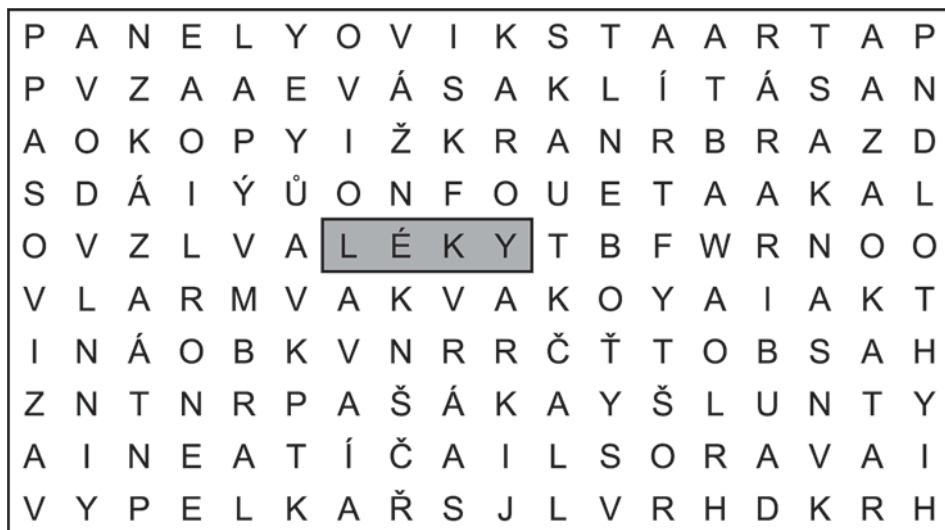 P A N E L Y O V I K S T A A R T A P
P V Z A A E V Á S A K L Í T Á S A N
A O K O P Y I Ž K R A N R B R A Z D
S D Á I Ý Ů O N F O U E T A A K A L
O V Z L V A L É K Y T B F W R N O O
V L A R M V A K V A K O Y A I A K T
I N Á O B K V N R R Č Ť T O B S A H
Z N T N R P A Š Á K A Y Š L U N T Y
A I N E A T Í Č A I L S O R A V A I
V Y P E L K A Ř S J L V R H D K R H